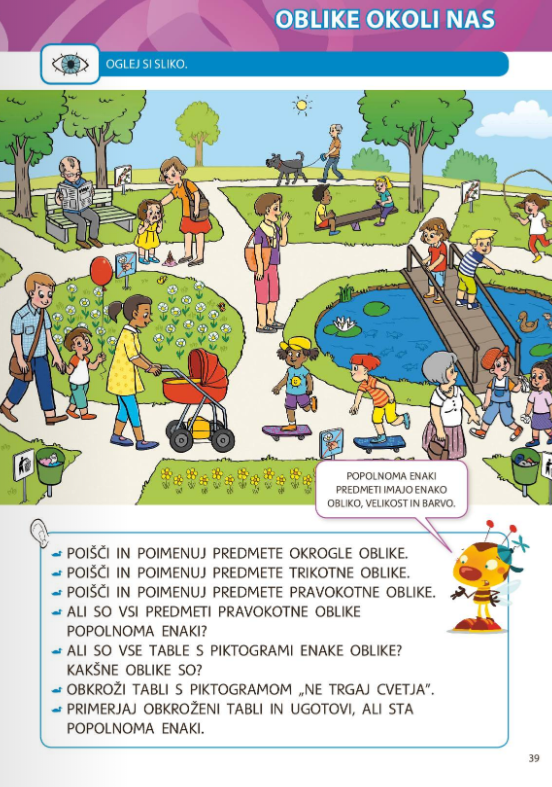 OBLIKE OKOLI NAS
OGLEJ SI SLIKO.
POPOLNOMA ENAKI
PREDMETI IMAJO ENAKO
OBLIKO, VELIKOST IN BARVO.
POIŠČI IN POIMENUJ PREDMETE OKROGLE OBLIKE.
POIŠČI IN POIMENUJ PREDMETE TRIKOTNE OBLIKE.
POIŠČI IN POIMENUJ PREDMETE PRAVOKOTNE OBLIKE.
ALI SO VSI PREDMETI PRAVOKOTNE OBLIKE
POPOLNOMA ENAKI?
ALI SO VSE TABLE S PIKTOGRAMI ENAKE OBLIKE?
KAKŠNE OBLIKE SO?
OBKROŽI TABLI S PIKTOGRAMOM „NE TRGAJ CVETJA”.
PRIMERJAJ OBKROŽENI TABLI IN UGOTOVI, ALI STA
POPOLNOMA ENAKI.
39